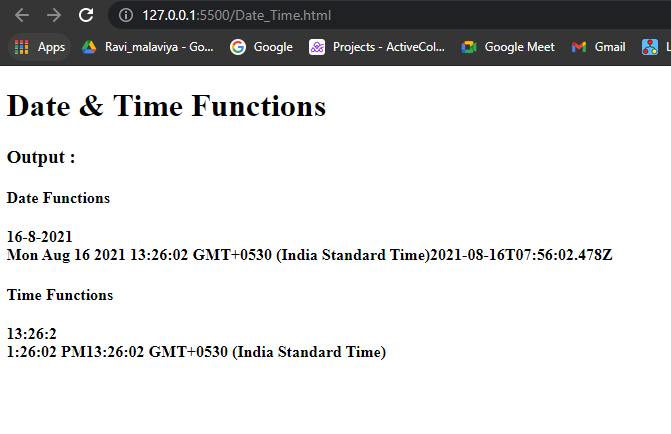 127.0.0.1:5500/Date_Time.html
Apps Ravi_malaviya - Go... Google Projects - ActiveCol... Google Meet Gmail L
Date & Time Functions
Output :
Date Functions
16-8-2021
Mon Aug 16 2021 13:26:02 GMT+0530 (India Standard Time)2021-08-16T07:56:02.478Z
Time Functions
13:26:2
1:26:02 PM13:26:02 GMT+0530 (India Standard Time)